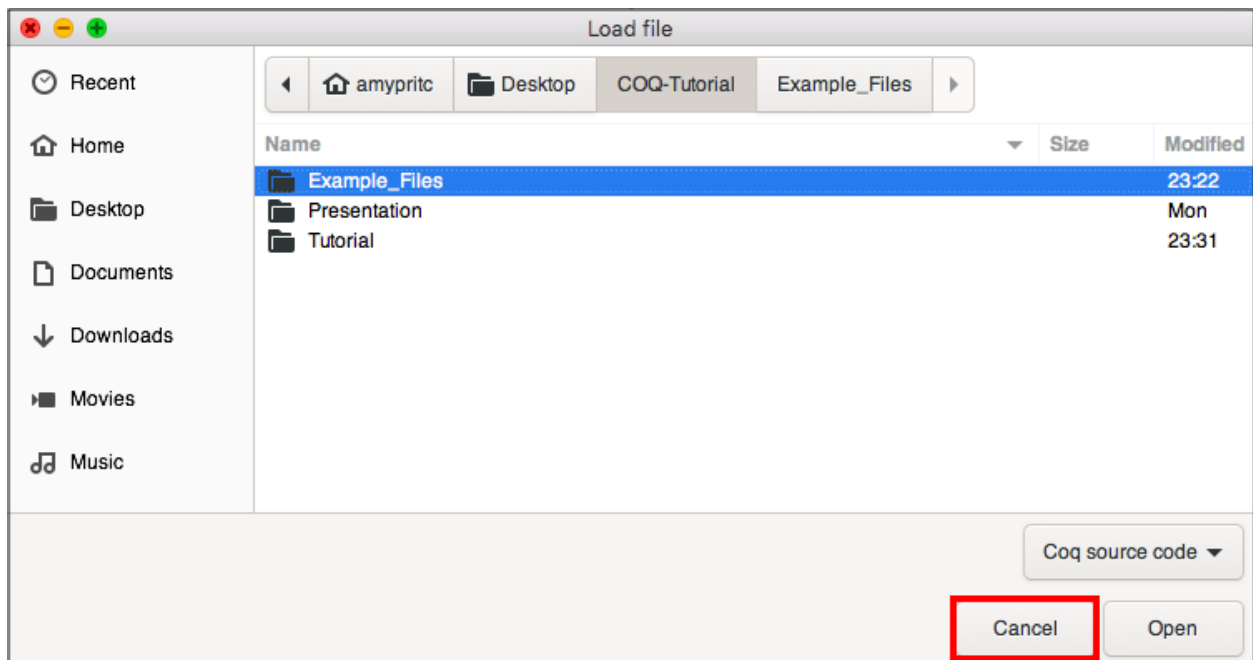 Load file
Recent
Home
Desktop
Documents
Downloads
Movies
Music
amypritc Desktop COQ-Tutorial Example_Files
Name Size Modified
Example_Files 23:22
Presentation Mon
Tutorial 23:31
Coq source code
Cancel Open